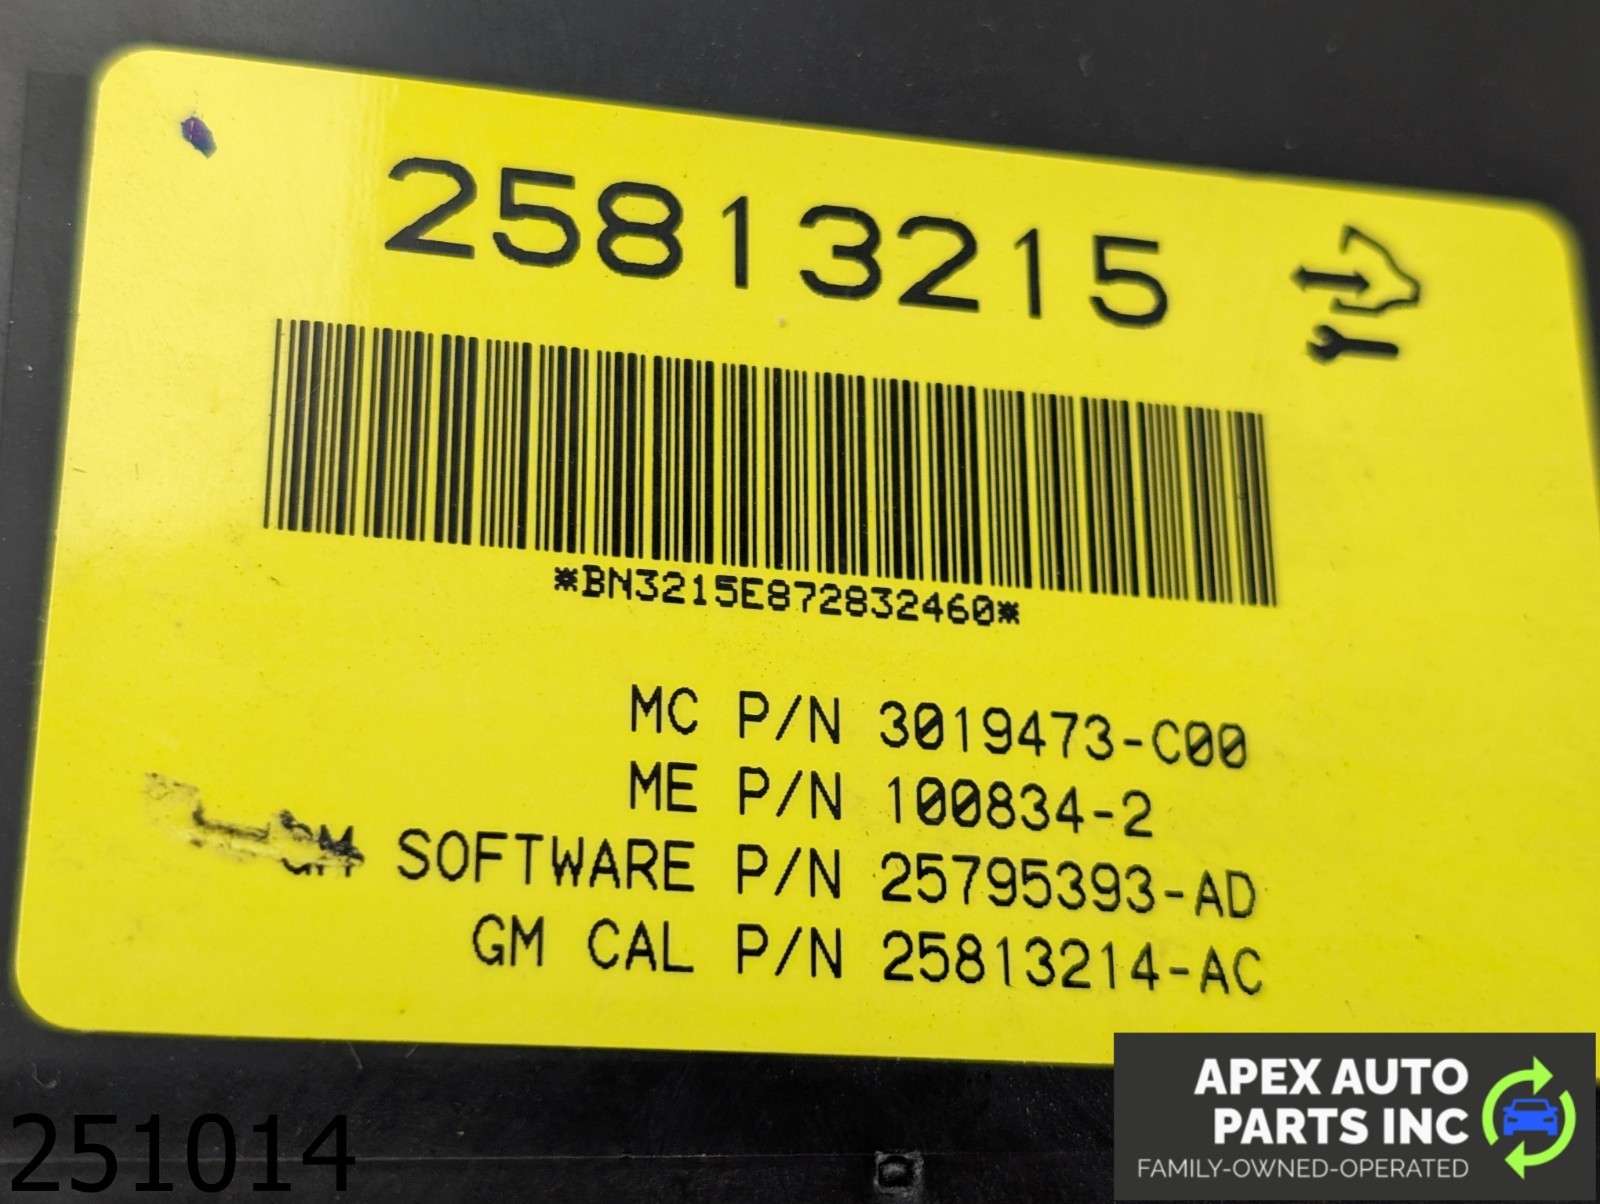 25813215
*BN3215E872832460*
MC P/N 3019473-C00
ME P/N 100834-2
GM SOFTWARE P/N 25795393-AD
GM CAL P/N 25813214-AC
251014
APEX AUTO
PARTS INC
FAMILY-OWNED-OPERATED